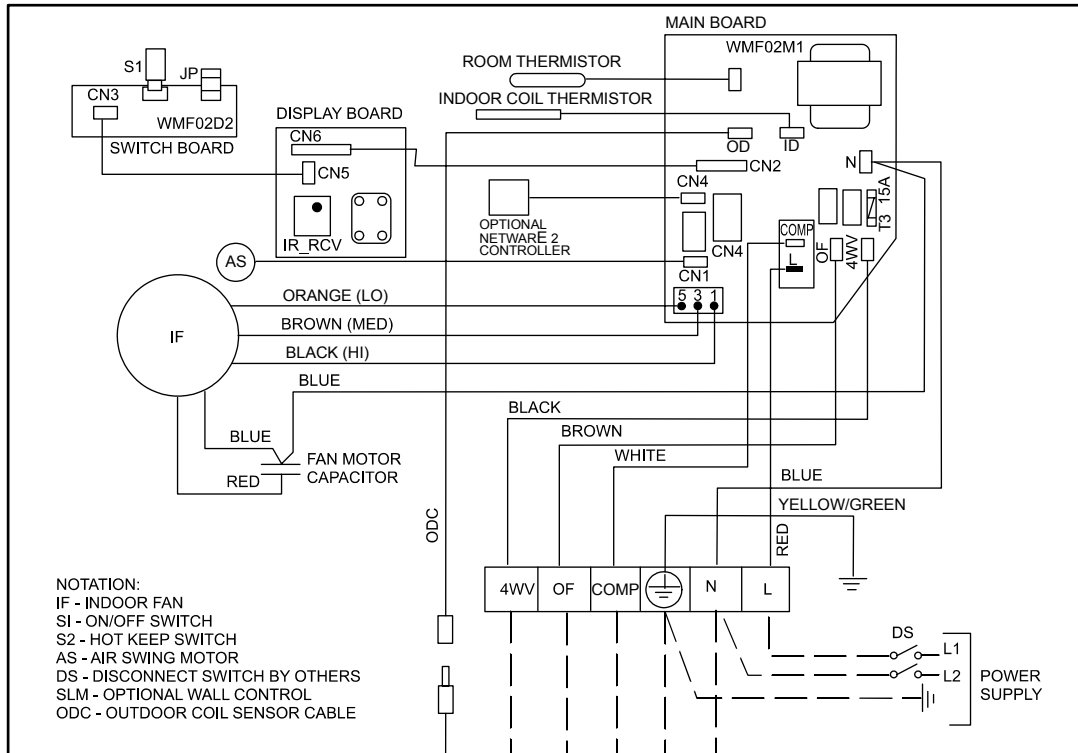 MAIN BOARD
WMF02M1
S1
JP
CN3
WMF02D2
SWITCH BOARD
ROOM THERMISTOR
INDOOR COIL THERMISTOR
DISPLAY BOARD
CN6
CN5
IR_RCV
OD
ID
CN2
N
CN4
OPTIONAL
NETWARE 2
CONTROLLER
CN4
COMP
L
OF
4WV
T3 15A
AS
CN1
5 3 1
IF
ORANGE (LO)
BROWN (MED)
BLACK (HI)
BLUE
BLACK
BROWN
WHITE
BLUE
YELLOW/GREEN
BLUE
RED
FAN MOTOR
CAPACITOR
ODC
RED
4WV OF COMP N L
NOTATION:
IF - INDOOR FAN
SI - ON/OFF SWITCH
S2 - HOT KEEP SWITCH
AS - AIR SWING MOTOR
DS - DISCONNECT SWITCH BY OTHERS
SLM - OPTIONAL WALL CONTROL
ODC - OUTDOOR COIL SENSOR CABLE
DS
L1
L2
POWER
SUPPLY